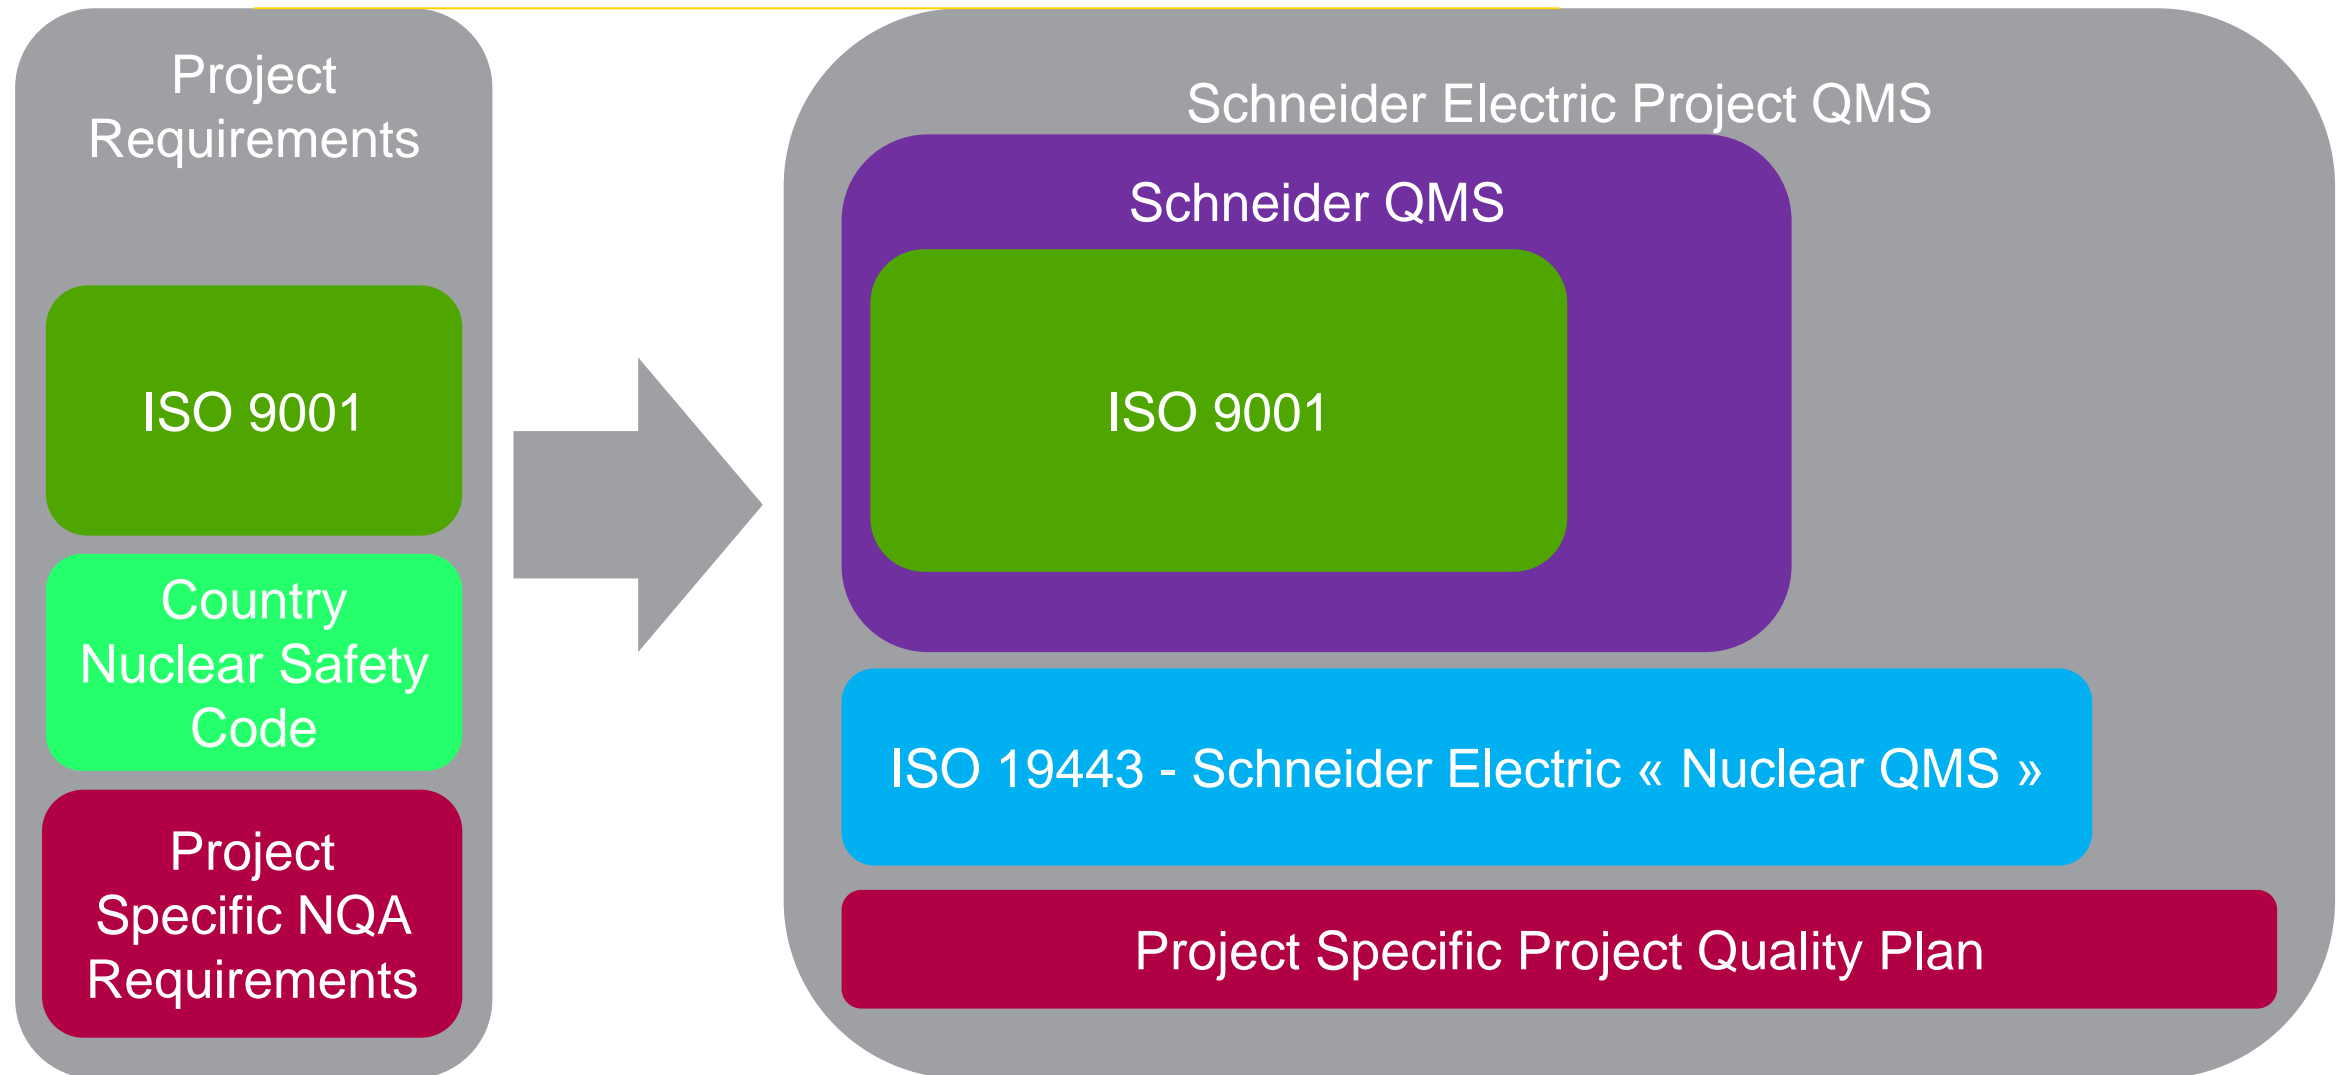 Project
Requirements
ISO 9001
Country
Nuclear Safety
Code
Project
Specific NQA
Requirements
Schneider Electric Project QMS
Schneider QMS
ISO 9001
ISO 19443 - Schneider Electric « Nuclear QMS »
Project Specific Project Quality Plan